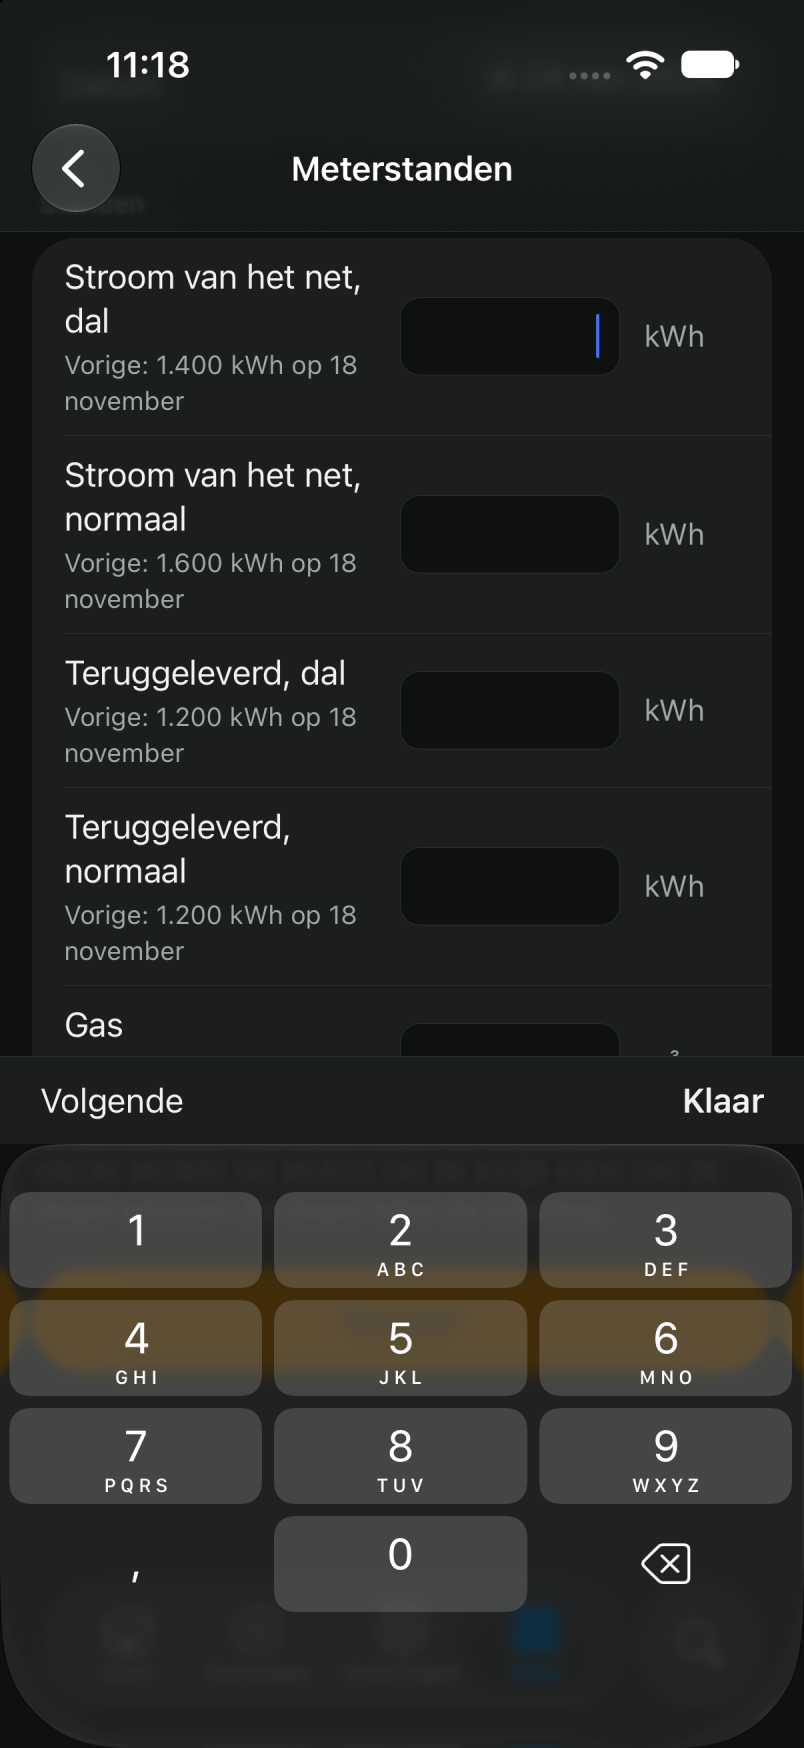 11:18
Meterstanden
Stroom van het net,
dal
Vorige: 1.400 kWh op 18
november
kWh
Stroom van het net,
normaal
Vorige: 1.600 kWh op 18
november
kWh
Teruggeleverd, dal
Vorige: 1.200 kWh op 18
november
kWh
Teruggeleverd,
normaal
Vorige: 1.200 kWh op 18
november
kWh
Gas
Volgende
Klaar
1
2
ABC
3
DEF
4
GHI
5
JKL
6
MNO
7
PQRS
8
TUV
9
WXYZ
,
0